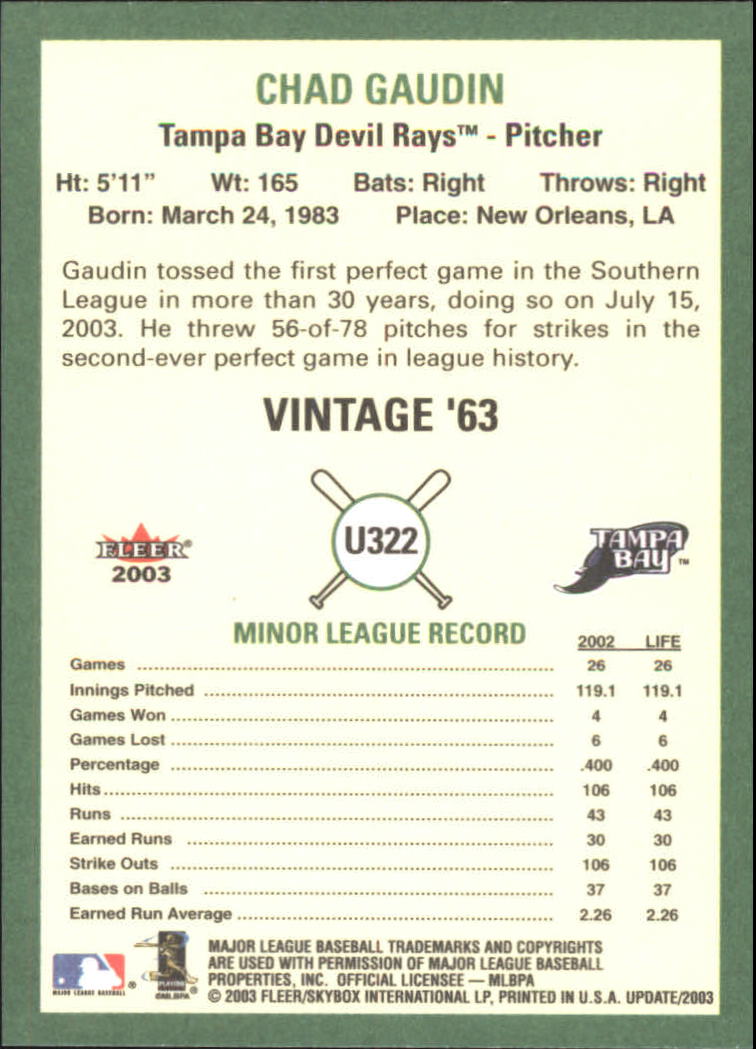 CHAD GAUDIN
Tampa Bay Devil Rays™ - Pitcher
Ht: 5'11" Wt: 165 Bats: Right Throws: Right
Born: March 24, 1983 Place: New Orleans, LA
Gaudin tossed the first perfect game in the Southern
League in more than 30 years, doing so on July 15,
2003. He threw 56-of-78 pitches for strikes in the
second-ever perfect game in league history.
VINTAGE '63
FLEER®
2003
U322
TAMPA
BAY™
MINOR LEAGUE RECORD 2002 LIFE
Games 26 26
Innings Pitched 119.1 119.1
Games Won 4 4
Games Lost 6 6
Percentage .400 .400
Hits 106 106
Runs 43 43
Earned Runs 30 30
Strike Outs 106 106
Bases on Balls 37 37
Earned Run Average 2.26 2.26
MAJOR LEAGUE BASEBALL ®
PLAYERS
©MLBPA ®
MAJOR LEAGUE BASEBALL TRADEMARKS AND COPYRIGHTS
ARE USED WITH PERMISSION OF MAJOR LEAGUE BASEBALL
PROPERTIES, INC. OFFICIAL LICENSEE — MLBPA
© 2003 FLEER/SKYBOX INTERNATIONAL LP, PRINTED IN U.S.A. UPDATE/2003